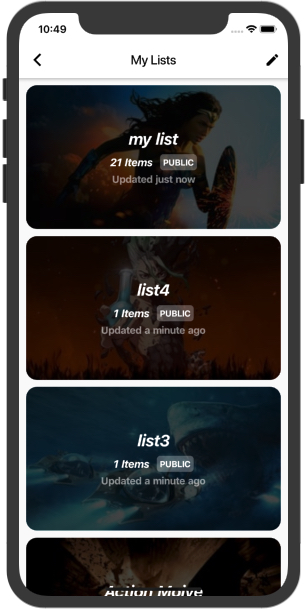 10:49
My Lists
my list
21 Items PUBLIC
Updated just now
list4
1 Items PUBLIC
Updated a minute ago
list3
1 Items PUBLIC
Updated a minute ago
Action Moive